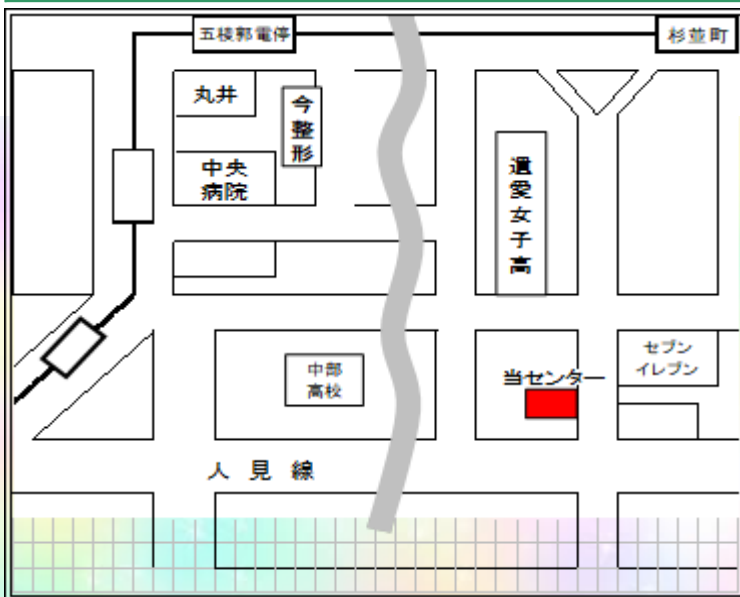 五稜郭電停
杉並町
丸井
今整形
中央
病院
遺愛女子高
中部
高校
当センター
セブン
イレブン
人見線